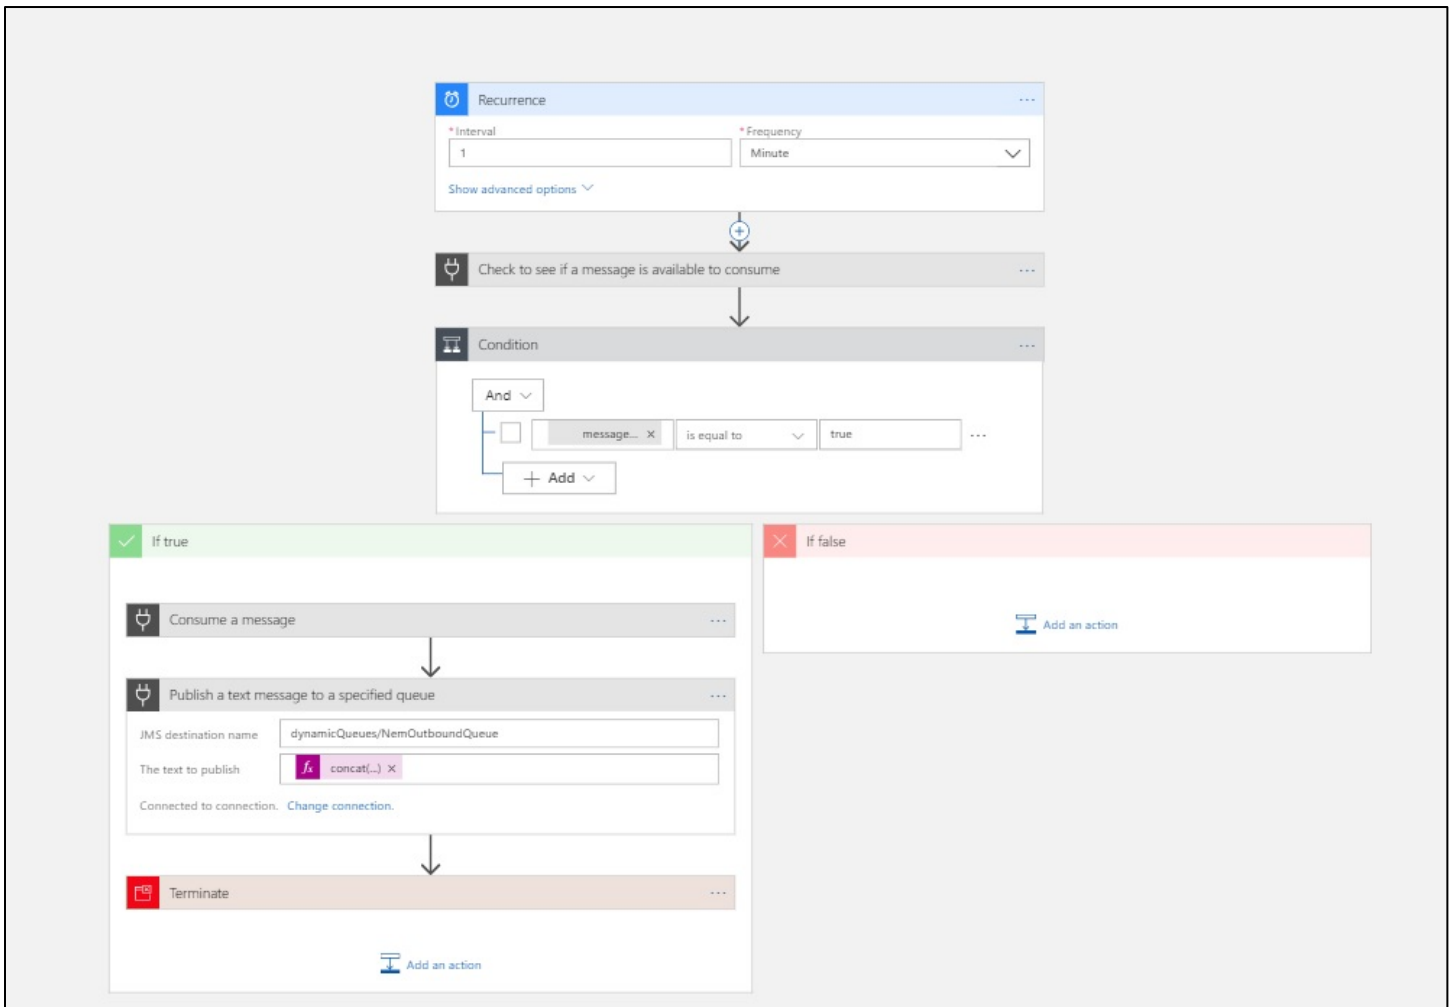 Recurrence ...
* Interval * Frequency
1 Minute
Show advanced options
Check to see if a message is available to consume ...
Condition ...
And
message... × is equal to true ...
+ Add
If true
If false
Consume a message ...
Add an action
Publish a text message to a specified queue ...
JMS destination name dynamicQueues/NemOutboundQueue
The text to publish fx concat(...) ×
Connected to connection. Change connection.
Terminate ...
Add an action